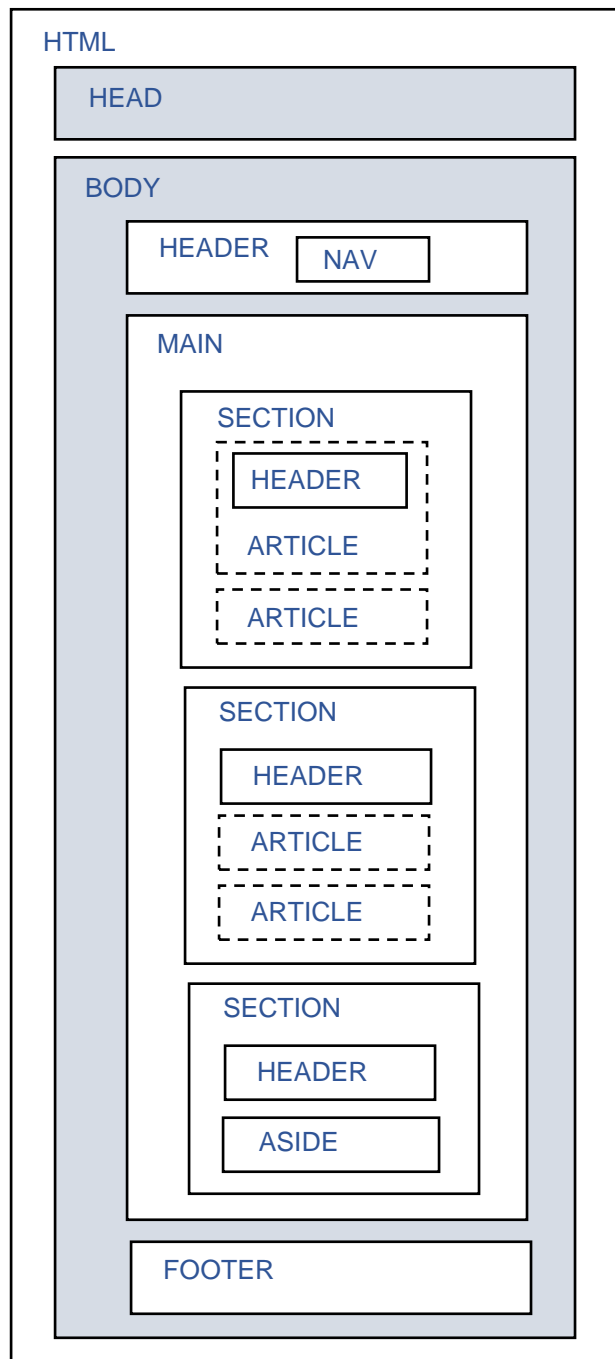 HTML
HEAD
BODY
HEADER NAV
MAIN
SECTION
HEADER
ARTICLE
ARTICLE
SECTION
HEADER
ARTICLE
ARTICLE
SECTION
HEADER
ASIDE
FOOTER